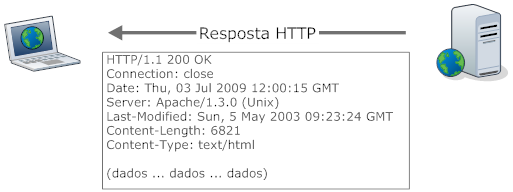 Resposta HTTP
HTTP/1.1 200 OK
Connection: close
Date: Thu, 03 Jul 2009 12:00:15 GMT
Server: Apache/1.3.0 (Unix)
Last-Modified: Sun, 5 May 2003 09:23:24 GMT
Content-Length: 6821
Content-Type: text/html
(dados ... dados ... dados)